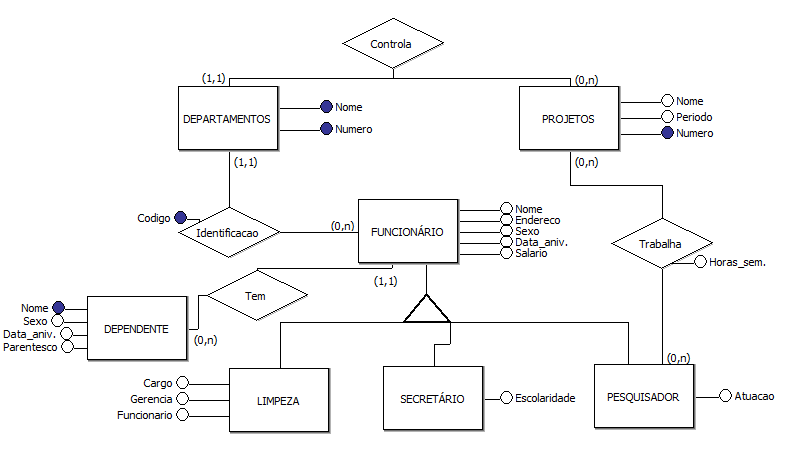 Controla
(1,1)
(0,n)
DEPARTAMENTOS
Nome
Numero
PROJETOS
Nome
Periodo
Numero
(1,1)
(0,n)
Codigo
Identificacao
(0,n)
FUNCIONÁRIO
Nome
Endereco
Sexo
Data_aniv.
Salario
Trabalha
Horas_sem.
(1,1)
Tem
Nome
Sexo
Data_aniv.
Parentesco
DEPENDENTE
(0,n)
(0,n)
Cargo
Gerencia
Funcionario
LIMPEZA
SECRETÁRIO
Escolaridade
PESQUISADOR
Atuacao